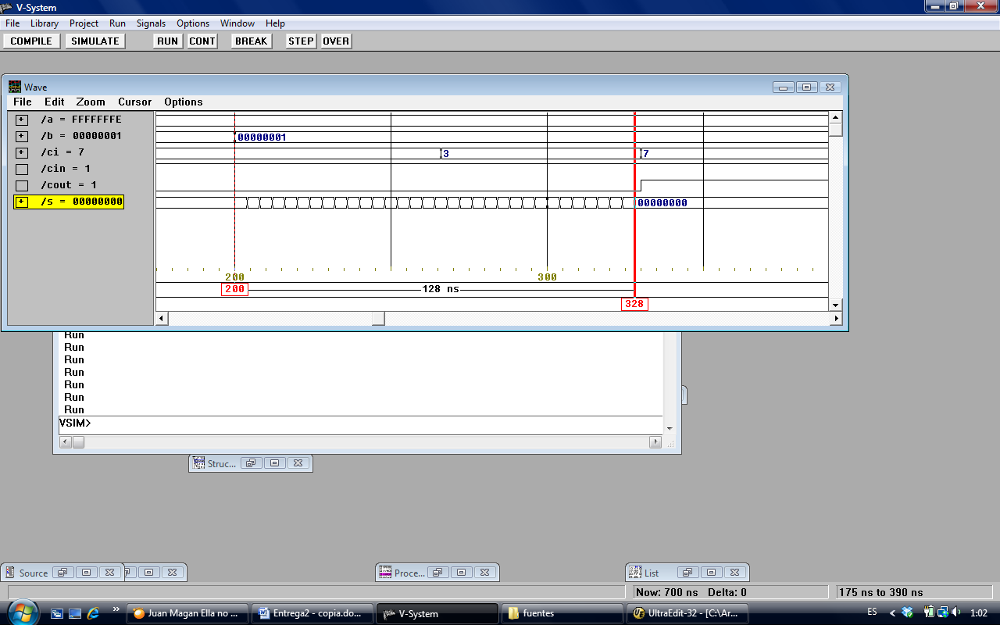 V-System
File Library Project Run Signals Options Window Help
COMPILE SIMULATE RUN CONT BREAK STEP OVER
Wave
File Edit Zoom Cursor Options
/a = FFFFFFFE
/b = 00000001 00000001
/ci = 7 3 7
/cin = 1
/cout = 1
/s = 00000000 00000000
200 300
200 128 ns
328
Run
Run
Run
Run
Run
Run
Run
VSIM>
Struc...
Source Proce... List
Now: 700 ns Delta: 0 175 ns to 390 ns
» Juan Magan Ella no ... Entrega2 - copia.do... V-System fuentes UltraEdit-32 - [C:\Ar... ES 1:02